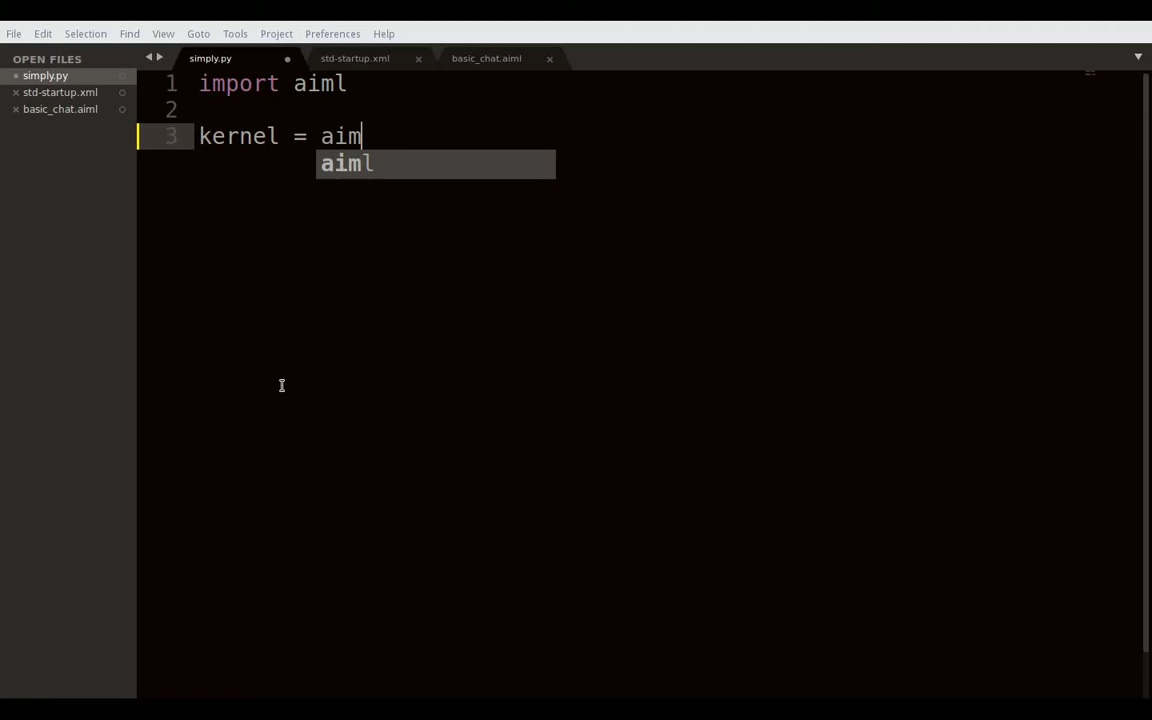 File Edit Selection Find View Goto Tools Project Preferences Help
OPEN FILES
simply.py
std-startup.xml
basic_chat.aiml
simply.py std-startup.xml basic_chat.aiml
1 import aiml
2
3 kernel = aim
aiml